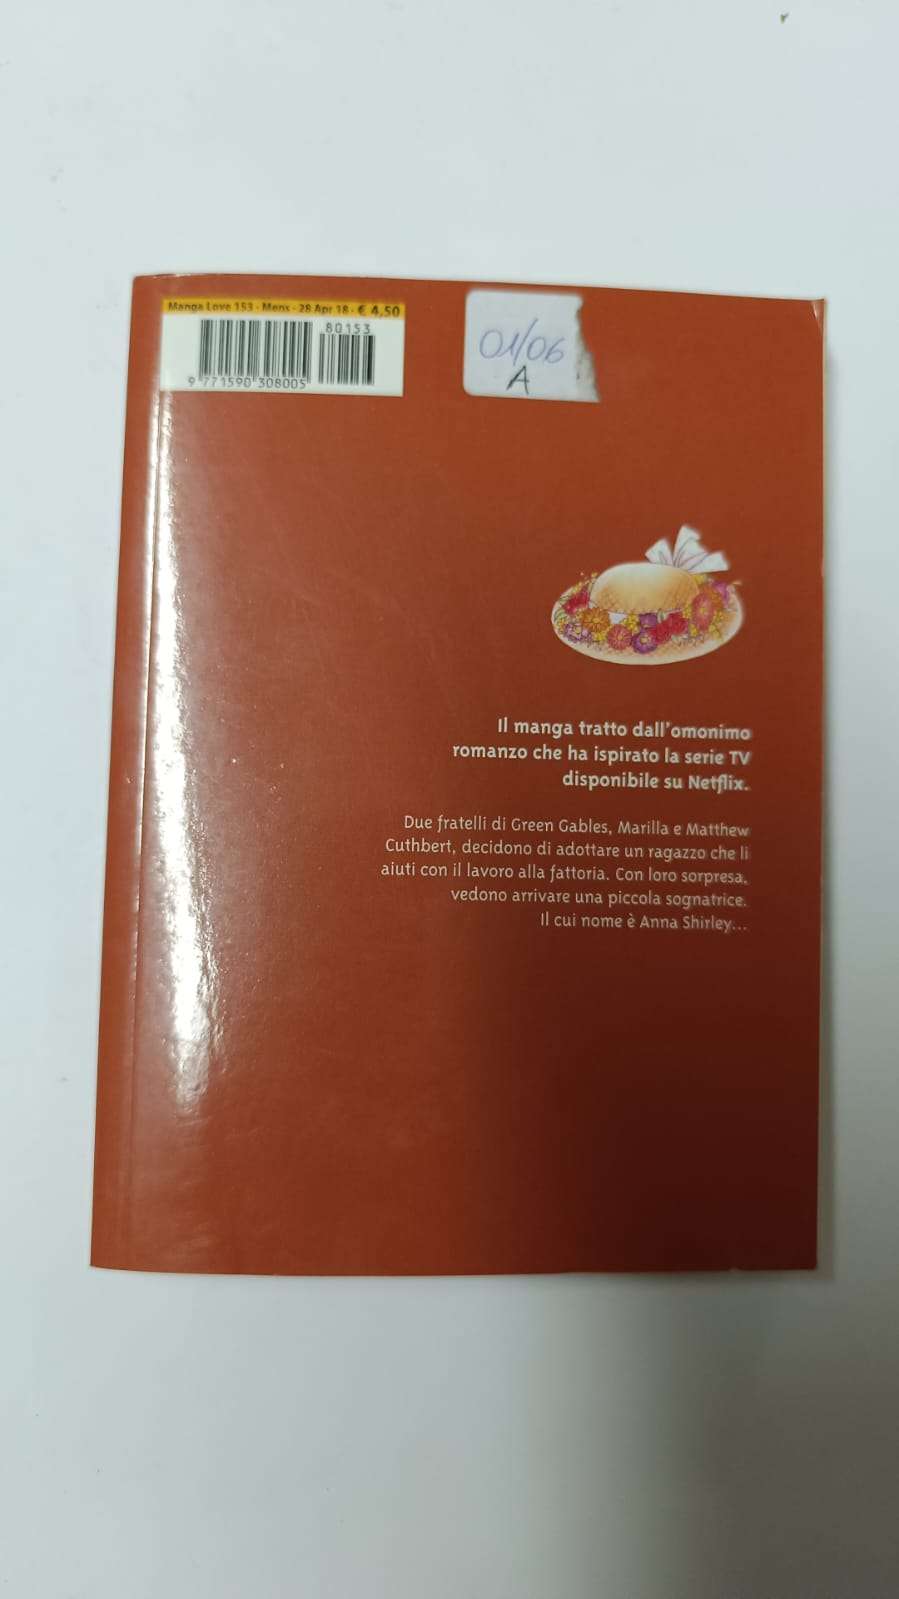 Manga Love 153 - Mens - 28 Apr 18 - € 4,50
80153
9 771590 308005
01/06
A
Il manga tratto dall'omonimo
romanzo che ha ispirato la serie TV
disponibile su Netflix.
Due fratelli di Green Gables, Marilla e Matthew
Cuthbert, decidono di adottare un ragazzo che li
aiuti con il lavoro alla fattoria. Con loro sorpresa,
vedono arrivare una piccola sognatrice.
Il cui nome è Anna Shirley...